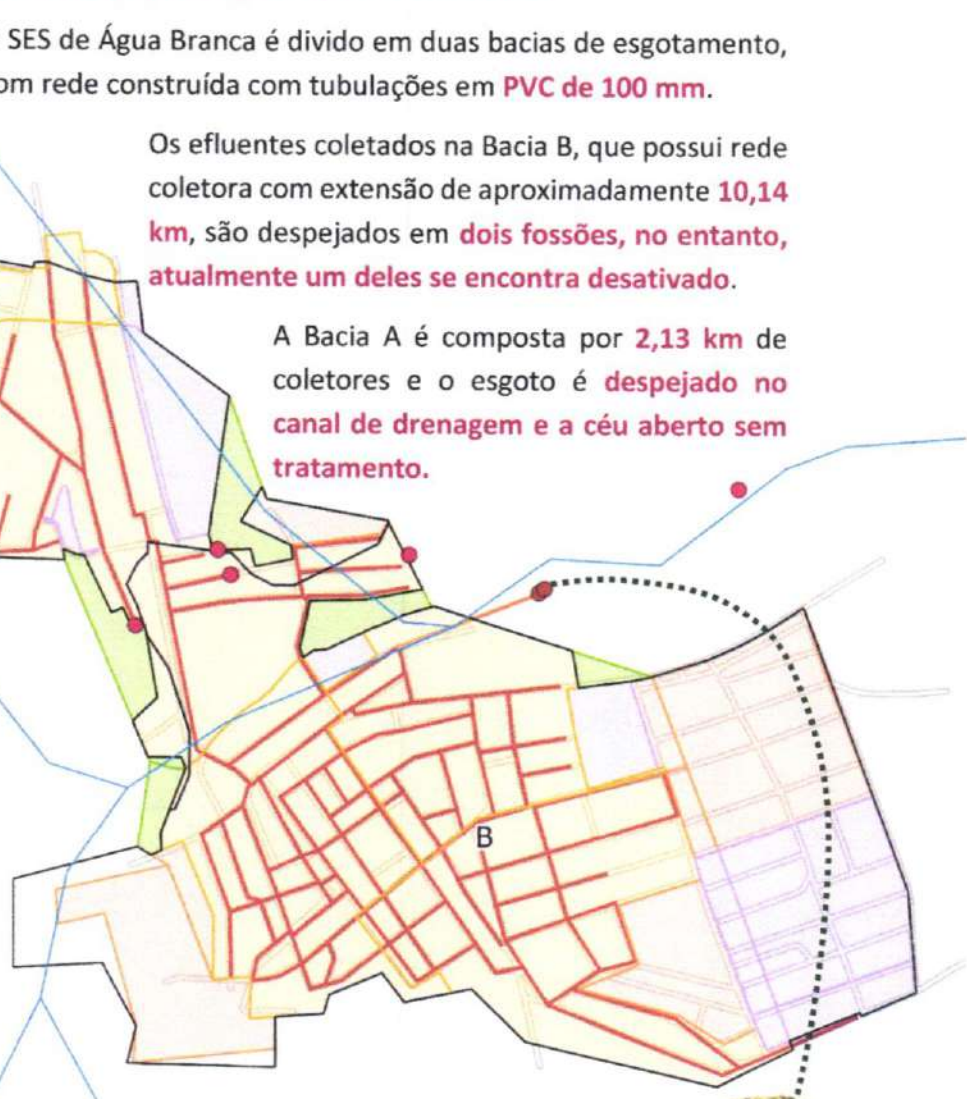 SES de Água Branca é divido em duas bacias de esgotamento,
om rede construída com tubulações em PVC de 100 mm.
Os efluentes coletados na Bacia B, que possui rede
coletora com extensão de aproximadamente 10,14
km, são despejados em dois fossões, no entanto,
atualmente um deles se encontra desativado.
A Bacia A é composta por 2,13 km de
coletores e o esgoto é despejado no
canal de drenagem e a céu aberto sem
tratamento.
B